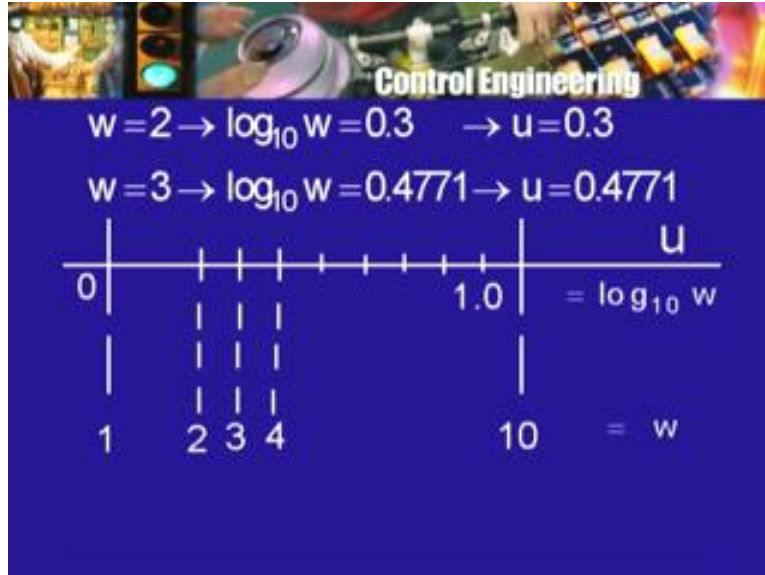 Control Engineering
w=2→log₁₀ w=0.3 →u=0.3
w=3→log₁₀ w=0.4771→u=0.4771
u
0 1.0 = log₁₀ w
1 2 3 4 10 = w